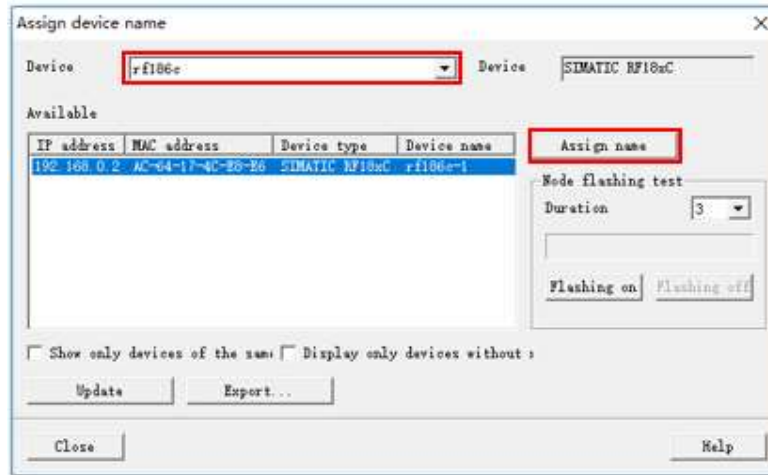 Assign device name
Device rf186c Device SIMATIC RF18xC
Available
IP address MAC address Device type Device name Assign name
192.168.0.2 AC-64-17-4C-E8-E6 SIMATIC RF18xC rf186c-1
Node flashing test
Duration 3
Flashing on Flashing off
Show only devices of the same Display only devices without
Update Export...
Close Help